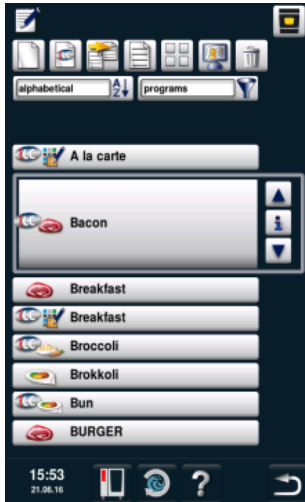 alphabetical programs
A la carte
Bacon
Breakfast
Breakfast
Broccoli
Brokkoli
Bun
BURGER
15:53
21.06.16